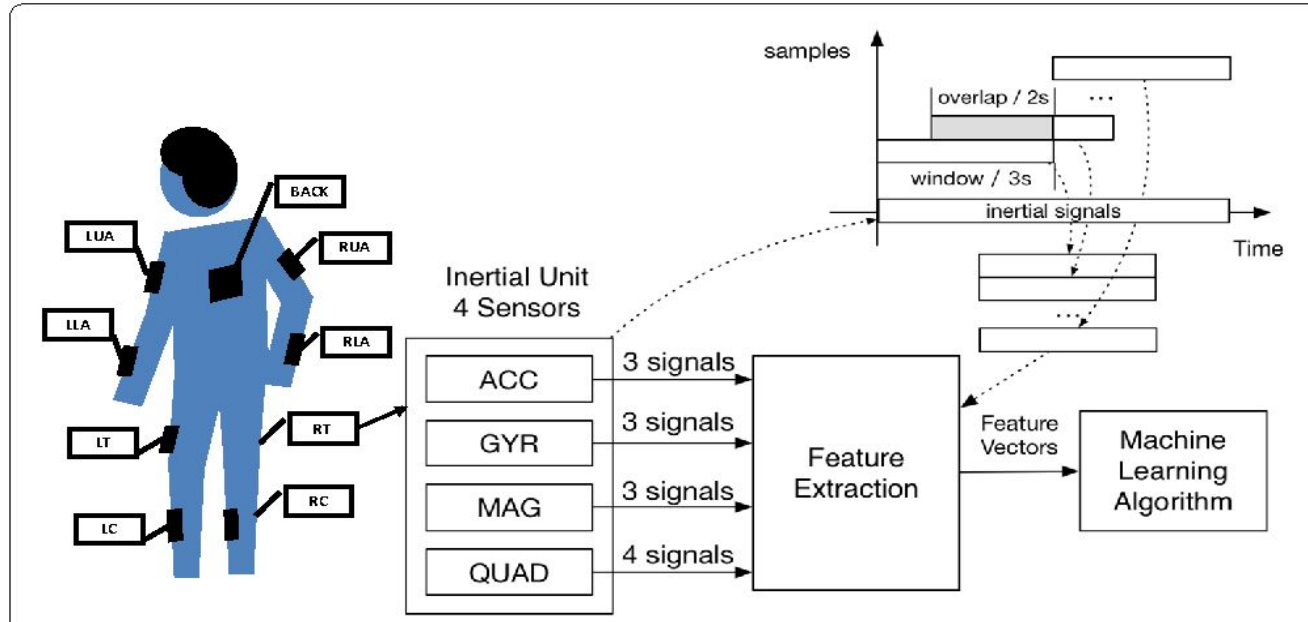 samples
overlap / 2s
...
window / 3s
inertial signals
Time
BACK
LUA
RUA
LLA
RLA
LT
RT
LC
RC
Inertial Unit
4 Sensors
ACC
GYR
MAG
QUAD
3 signals
3 signals
3 signals
4 signals
...
Feature
Extraction
Feature
Vectors
Machine
Learning
Algorithm